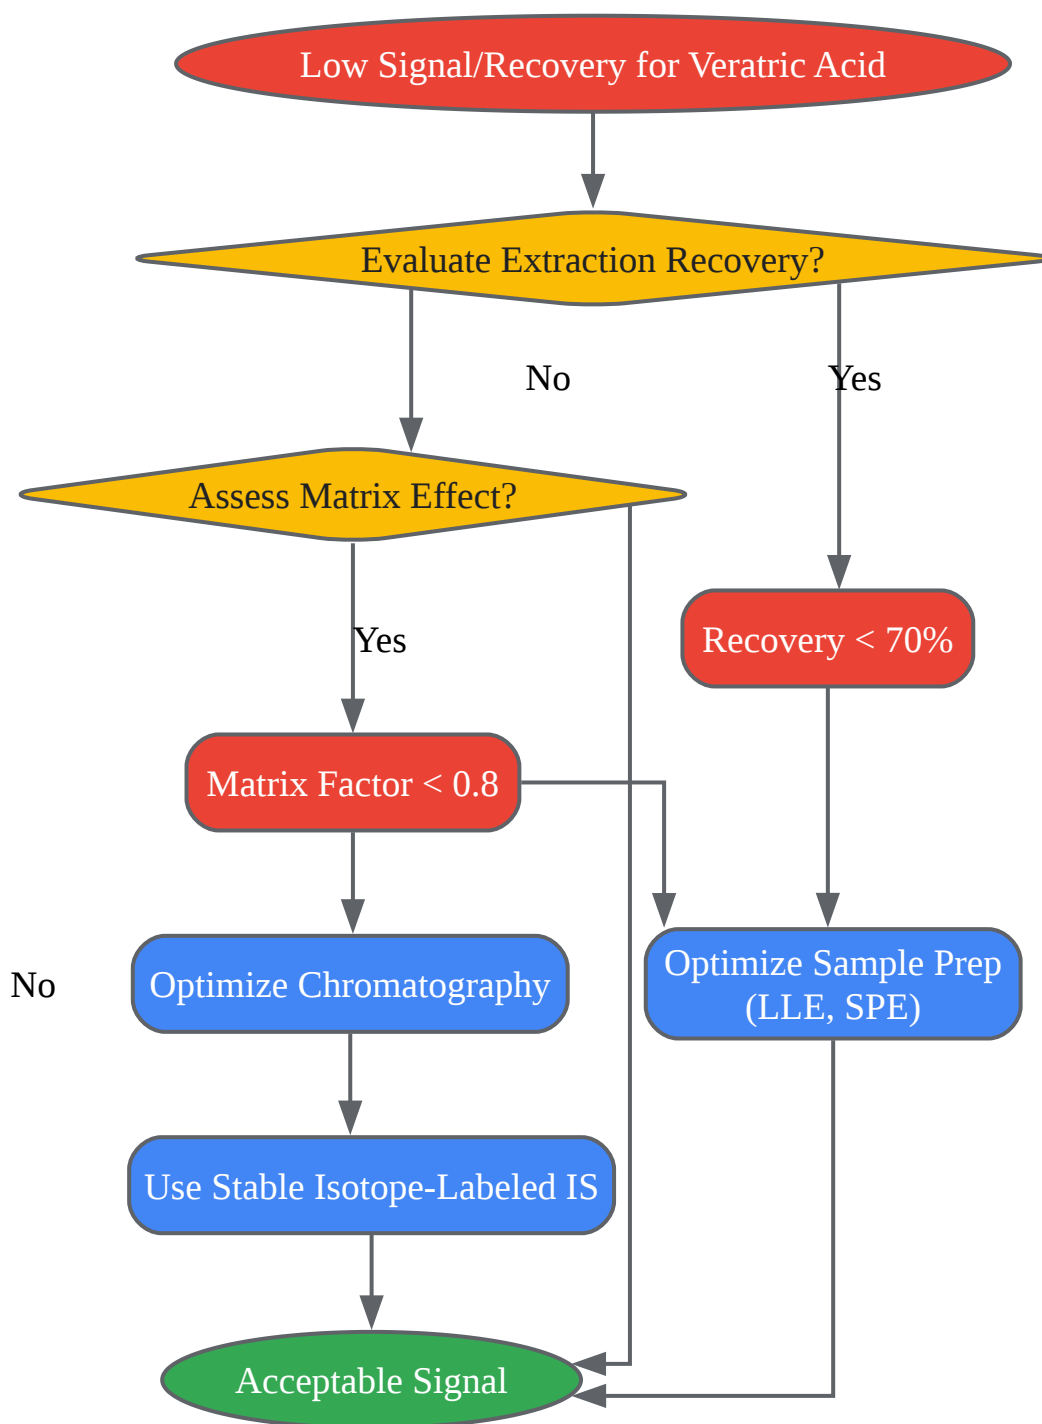 Low Signal/Recovery for Veratric Acid
Evaluate Extraction Recovery?
No
Yes
Assess Matrix Effect?
Yes
Recovery < 70%
Matrix Factor < 0.8
No
Optimize Chromatography
Optimize Sample Prep
(LLE, SPE)
Use Stable Isotope-Labeled IS
Acceptable Signal